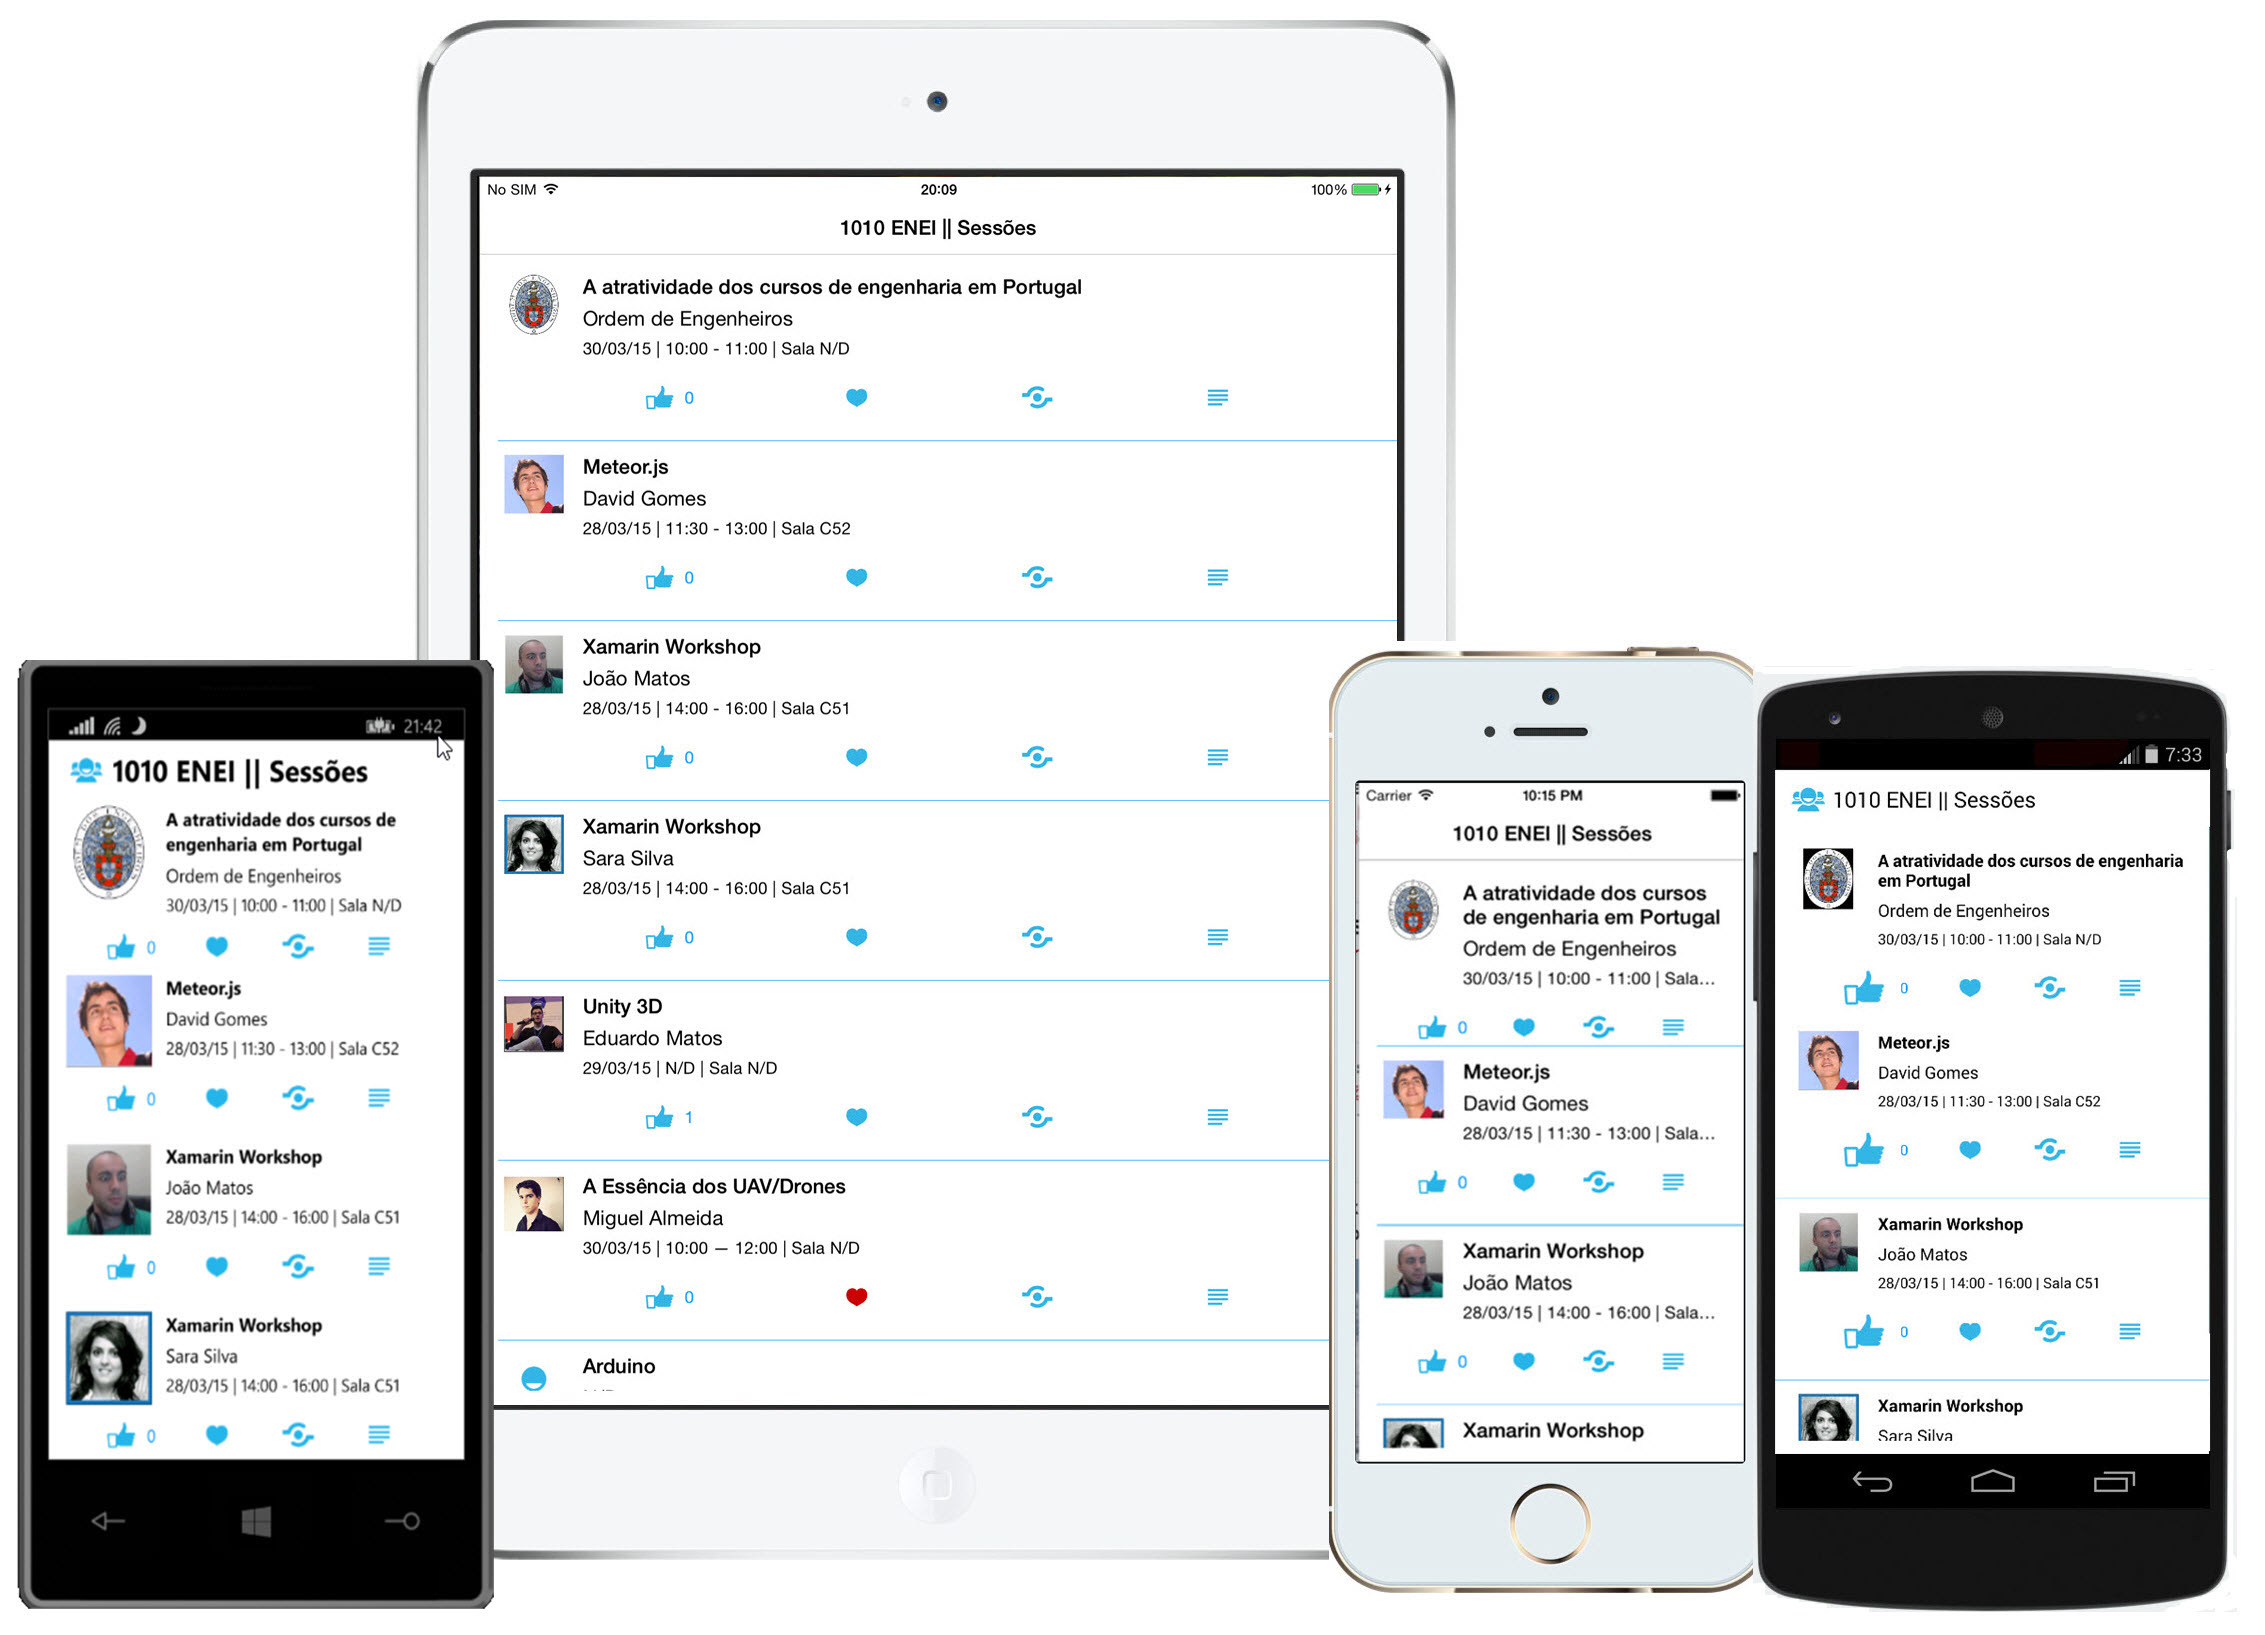 No SIM 20:09 100%
1010 ENEI || Sessões
A atratividade dos cursos de engenharia em Portugal
Ordem de Engenheiros
30/03/15 | 10:00 - 11:00 | Sala N/D
0
Meteor.js
David Gomes
28/03/15 | 11:30 - 13:00 | Sala C52
0
Xamarin Workshop
João Matos
28/03/15 | 14:00 - 16:00 | Sala C51
0
Xamarin Workshop
Sara Silva
28/03/15 | 14:00 - 16:00 | Sala C51
0
Unity 3D
Eduardo Matos
29/03/15 | N/D | Sala N/D
1
A Essência dos UAV/Drones
Miguel Almeida
30/03/15 | 10:00 — 12:00 | Sala N/D
0
Arduino
21:42
1010 ENEI || Sessões
A atratividade dos cursos de
engenharia em Portugal
Ordem de Engenheiros
30/03/15 | 10:00 - 11:00 | Sala N/D
0
Meteor.js
David Gomes
28/03/15 | 11:30 - 13:00 | Sala C52
0
Xamarin Workshop
João Matos
28/03/15 | 14:00 - 16:00 | Sala C51
0
Xamarin Workshop
Sara Silva
28/03/15 | 14:00 - 16:00 | Sala C51
0
Carrier 10:15 PM
1010 ENEI || Sessões
A atratividade dos cursos
de engenharia em Portugal
Ordem de Engenheiros
30/03/15 | 10:00 - 11:00 | Sala...
0
Meteor.js
David Gomes
28/03/15 | 11:30 - 13:00 | Sala...
0
Xamarin Workshop
João Matos
28/03/15 | 14:00 - 16:00 | Sala...
0
Xamarin Workshop
7:33
1010 ENEI || Sessões
A atratividade dos cursos de engenharia
em Portugal
Ordem de Engenheiros
30/03/15 | 10:00 - 11:00 | Sala N/D
0
Meteor.js
David Gomes
28/03/15 | 11:30 - 13:00 | Sala C52
0
Xamarin Workshop
João Matos
28/03/15 | 14:00 - 16:00 | Sala C51
0
Xamarin Workshop
Sara Silva